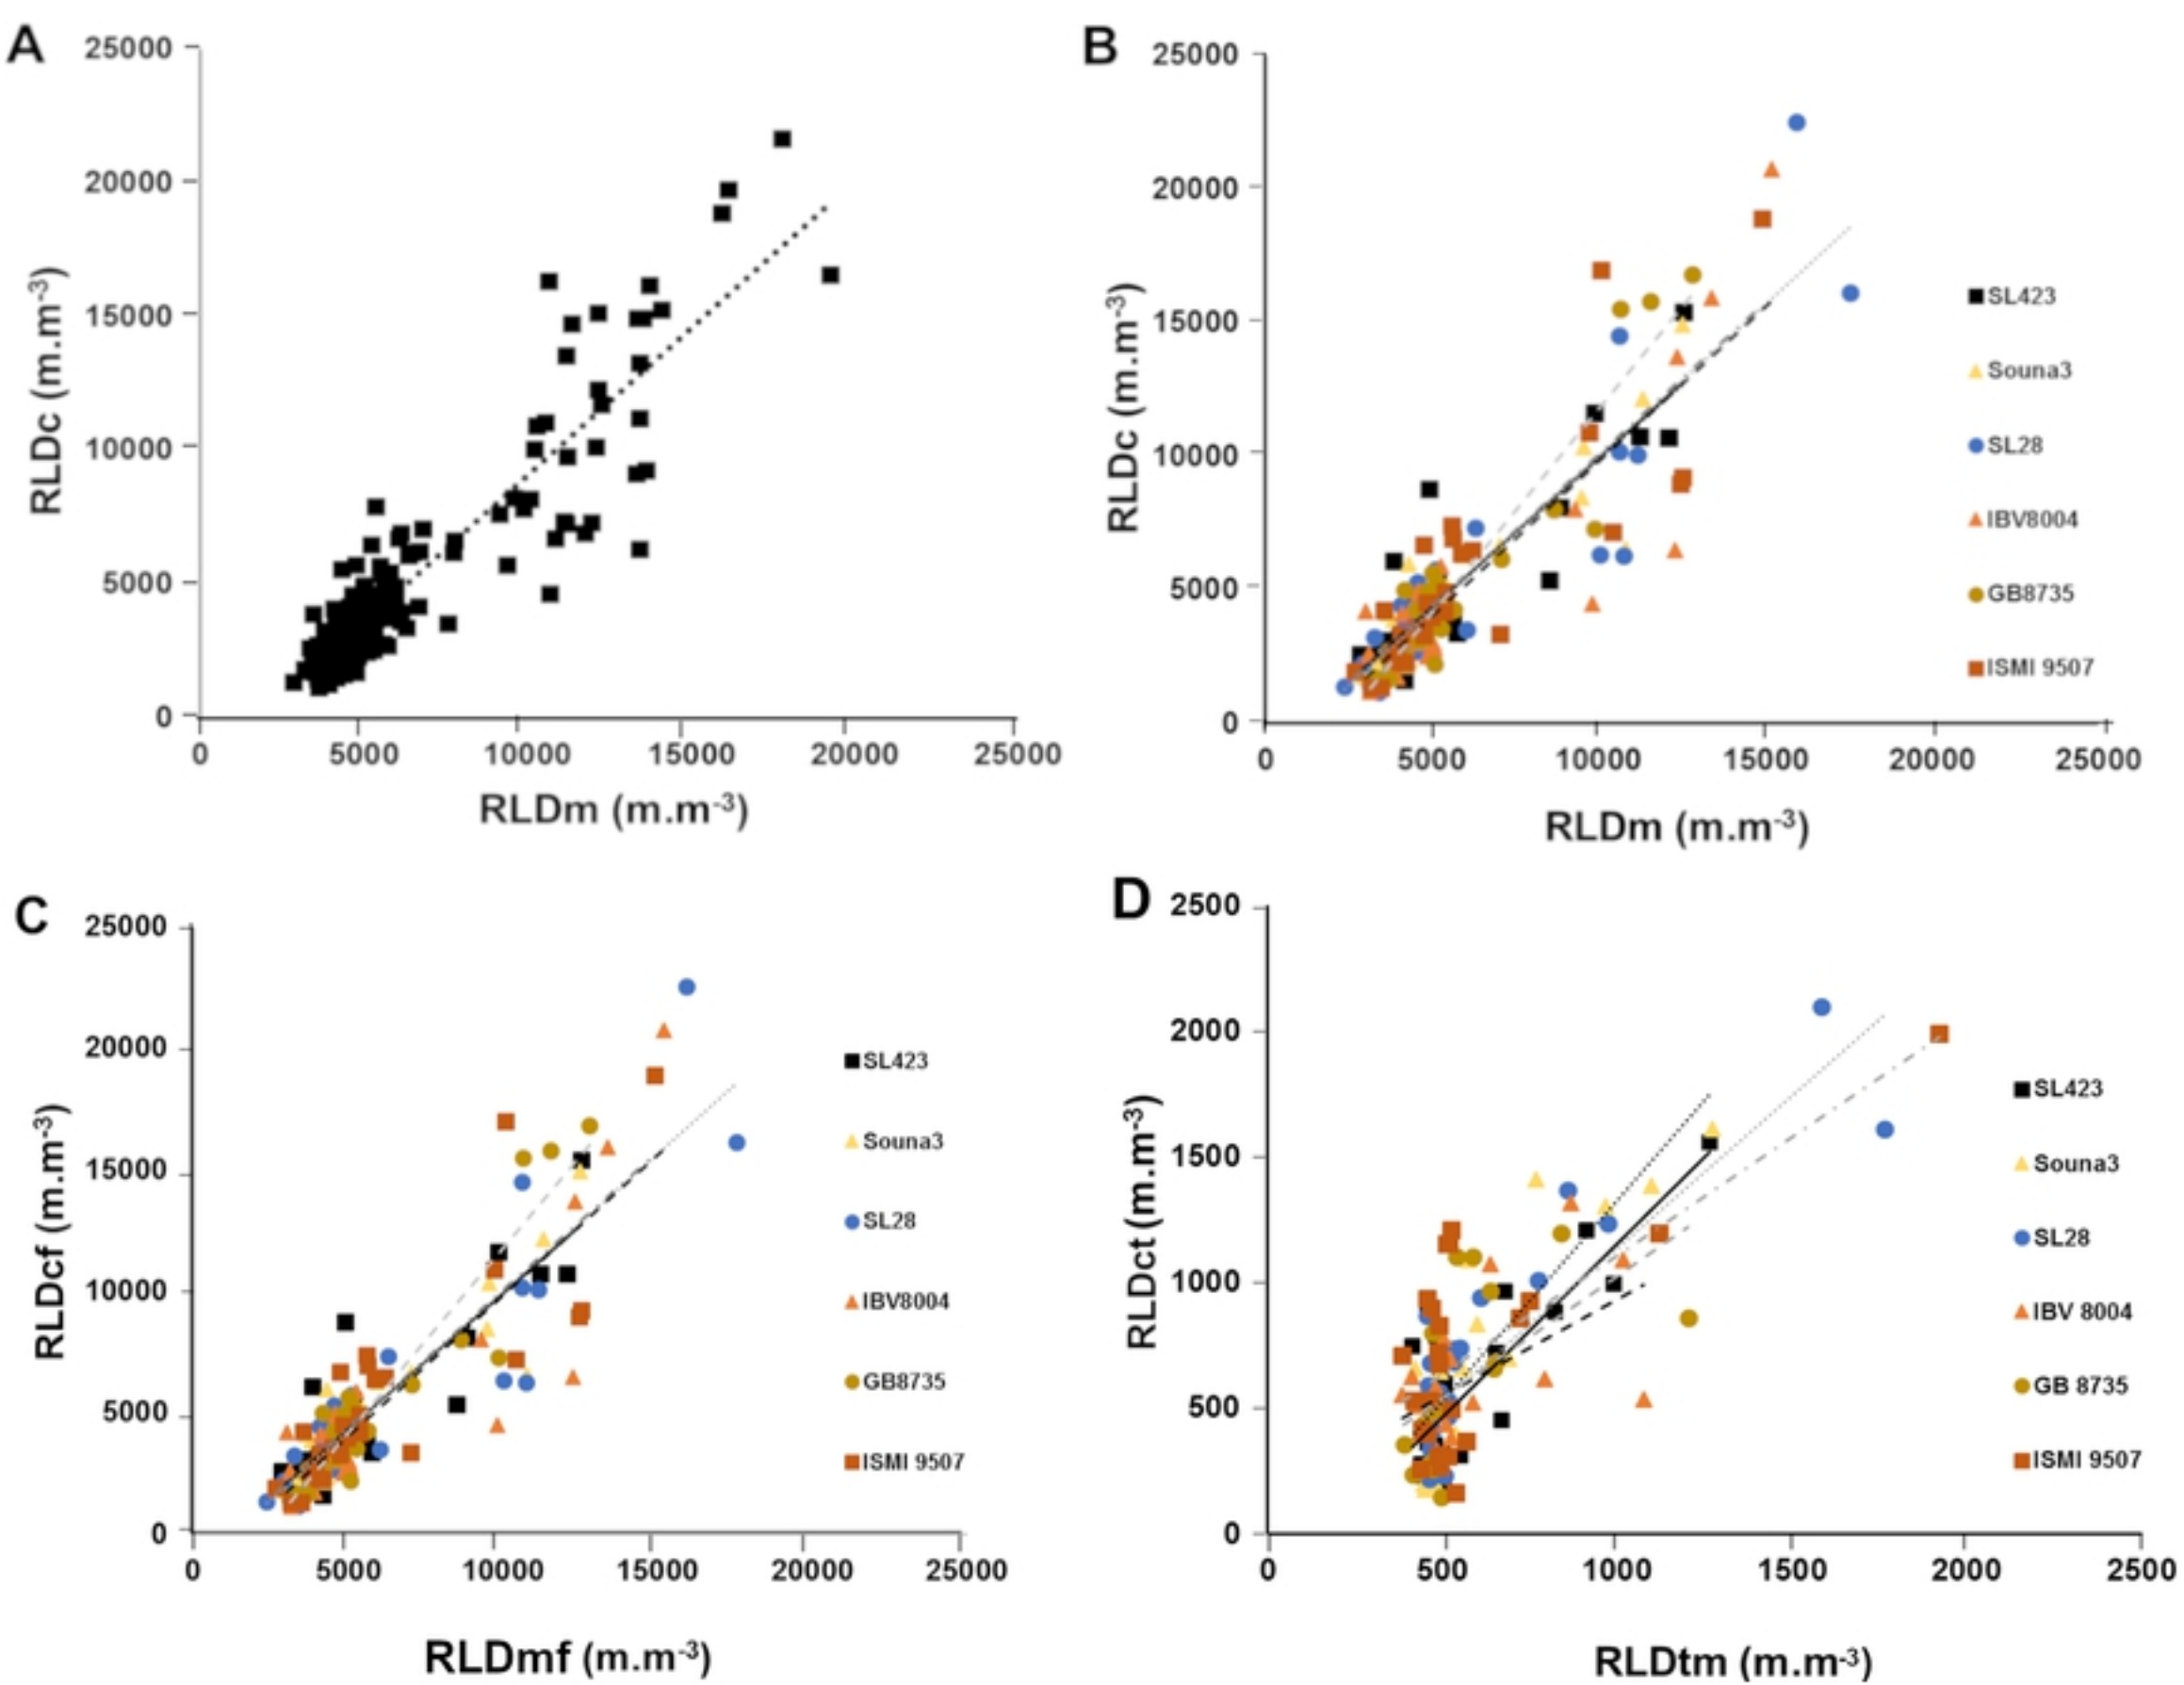 A
25000
20000
15000
10000
5000
0
RLDc (m.m-3)
0 5000 10000 15000 20000 25000
RLDm (m.m-3)
B
25000
20000
15000
10000
5000
0
RLDc (m.m-3)
0 5000 10000 15000 20000 25000
RLDm (m.m-3)
SL423
Souna3
SL28
IBV8004
GB8735
ISMI 9507
C
25000
20000
15000
10000
5000
0
RLDcf (m.m-3)
0 5000 10000 15000 20000 25000
RLDmf (m.m-3)
SL423
Souna3
SL28
IBV8004
GB8735
ISMI 9507
D
2500
2000
1500
1000
500
0
RLDct (m.m-3)
0 500 1000 1500 2000 2500
RLDtm (m.m-3)
SL423
Souna3
SL28
IBV 8004
GB 8735
ISMI 9507